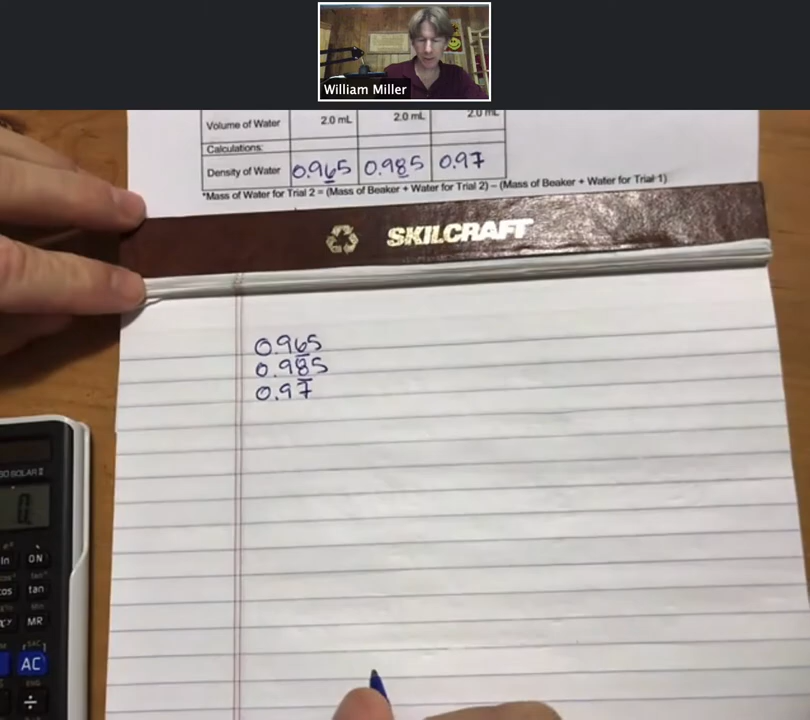 William Miller
Volume of Water 2.0 mL 2.0 mL 2.0 mL
Calculations:
Density of Water 0.965 0.985 0.97
*Mass of Water for Trial 2 = (Mass of Beaker + Water for Trial 2) – (Mass of Beaker + Water for Trial 1)
SKILCRAFT
0.965
0.985
0.97
ln ON
tan
MR
AC
÷